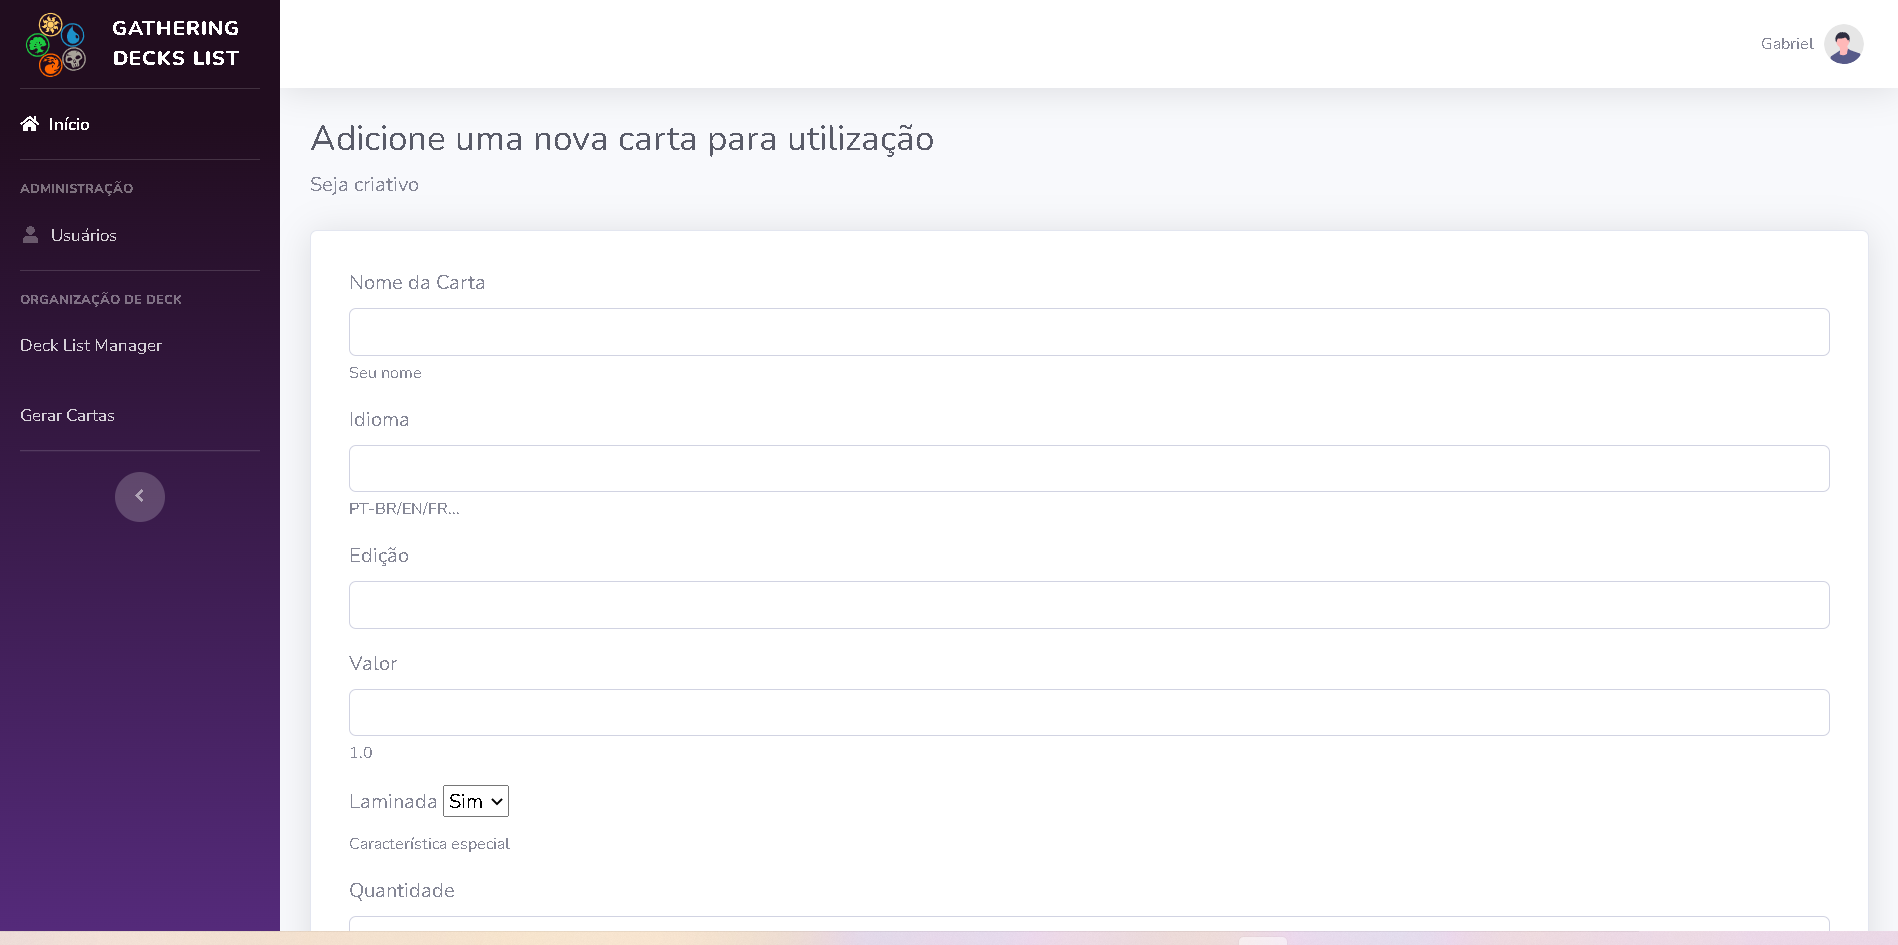 GATHERING
DECKS LIST
Gabriel
Início
ADMINISTRAÇÃO
Usuários
ORGANIZAÇÃO DE DECK
Deck List Manager
Gerar Cartas
Adicione uma nova carta para utilização
Seja criativo
Nome da Carta
Seu nome
Idioma
PT-BR/EN/FR...
Edição
Valor
1.0
Laminada Sim
Característica especial
Quantidade